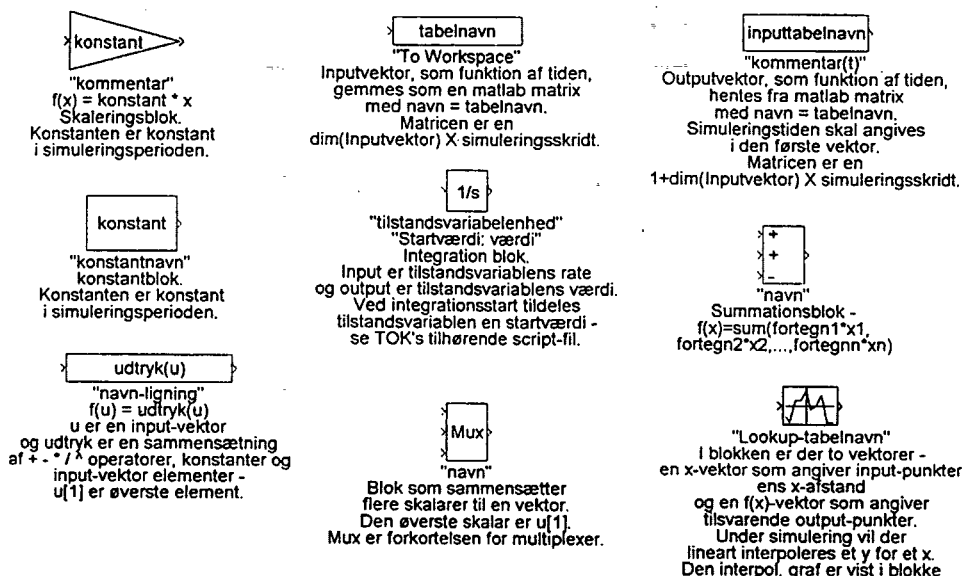 konstant
"kommentar"
f(x) = konstant * x
Skaleringsblok.
Konstanten er konstant
i simuleringsperioden.
tabelnavn
"To Workspace"
Inputvektor, som funktion af tiden,
gemmes som en matlab matrix
med navn = tabelnavn.
Matricen er en
dim(Inputvektor) X simuleringsskridt.
inputtabelnavn
"kommentar(t)"
Outputvektor, som funktion af tiden,
hentes fra matlab matrix
med navn = tabelnavn.
Simuleringstiden skal angives
i den første vektor.
Matricen er en
1+dim(Inputvektor) X simuleringsskridt.
konstant
"konstantnavn"
konstantblok.
Konstanten er konstant
i simuleringsperioden.
1/s
"tilstandsvariabelenhed"
"Startværdi: værdi"
Integration blok.
Input er tilstandsvariablens rate
og output er tilstandsvariablens værdi.
Ved integrationsstart tildeles
tilstandsvariablen en startværdi -
se TOK's tilhørende script-fil.
+
+
-
"navn"
Summationsblok -
f(x)=sum(fortegn1*x1,
fortegn2*x2,...,fortegnn*xn)
udtryk(u)
"navn-ligning"
f(u) = udtryk(u)
u er en input-vektor
og udtryk er en sammensætning
af + - * / ^ operatorer, konstanter og
input-vektor elementer -
u[1] er øverste element.
Mux
"navn"
Blok som sammensætter
flere skalarer til en vektor.
Den øverste skalar er u[1].
Mux er forkortelsen for multiplexer.
"Lookup-tabelnavn"
I blokken er der to vektorer -
en x-vektor som angiver input-punkter
ens x-afstand
og en f(x)-vektor som angiver
tilsvarende output-punkter.
Under simulering vil der
lineart interpoleres et y for et x.
Den interpol. graf er vist i blokke